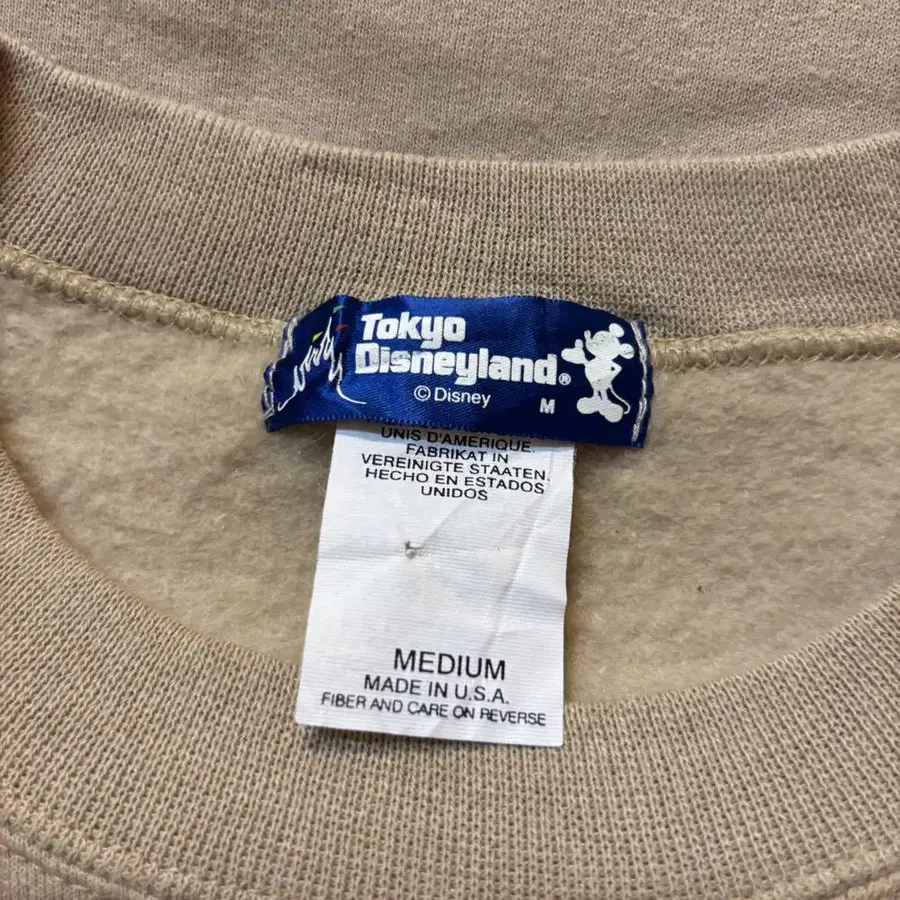 Tokyo
Disneyland®
© Disney
M
UNIS D'AMERIQUE.
FABRIKAT IN
VEREINIGTE STAATEN.
HECHO EN ESTADOS
UNIDOS
MEDIUM
MADE IN U.S.A.
FIBER AND CARE ON REVERSE